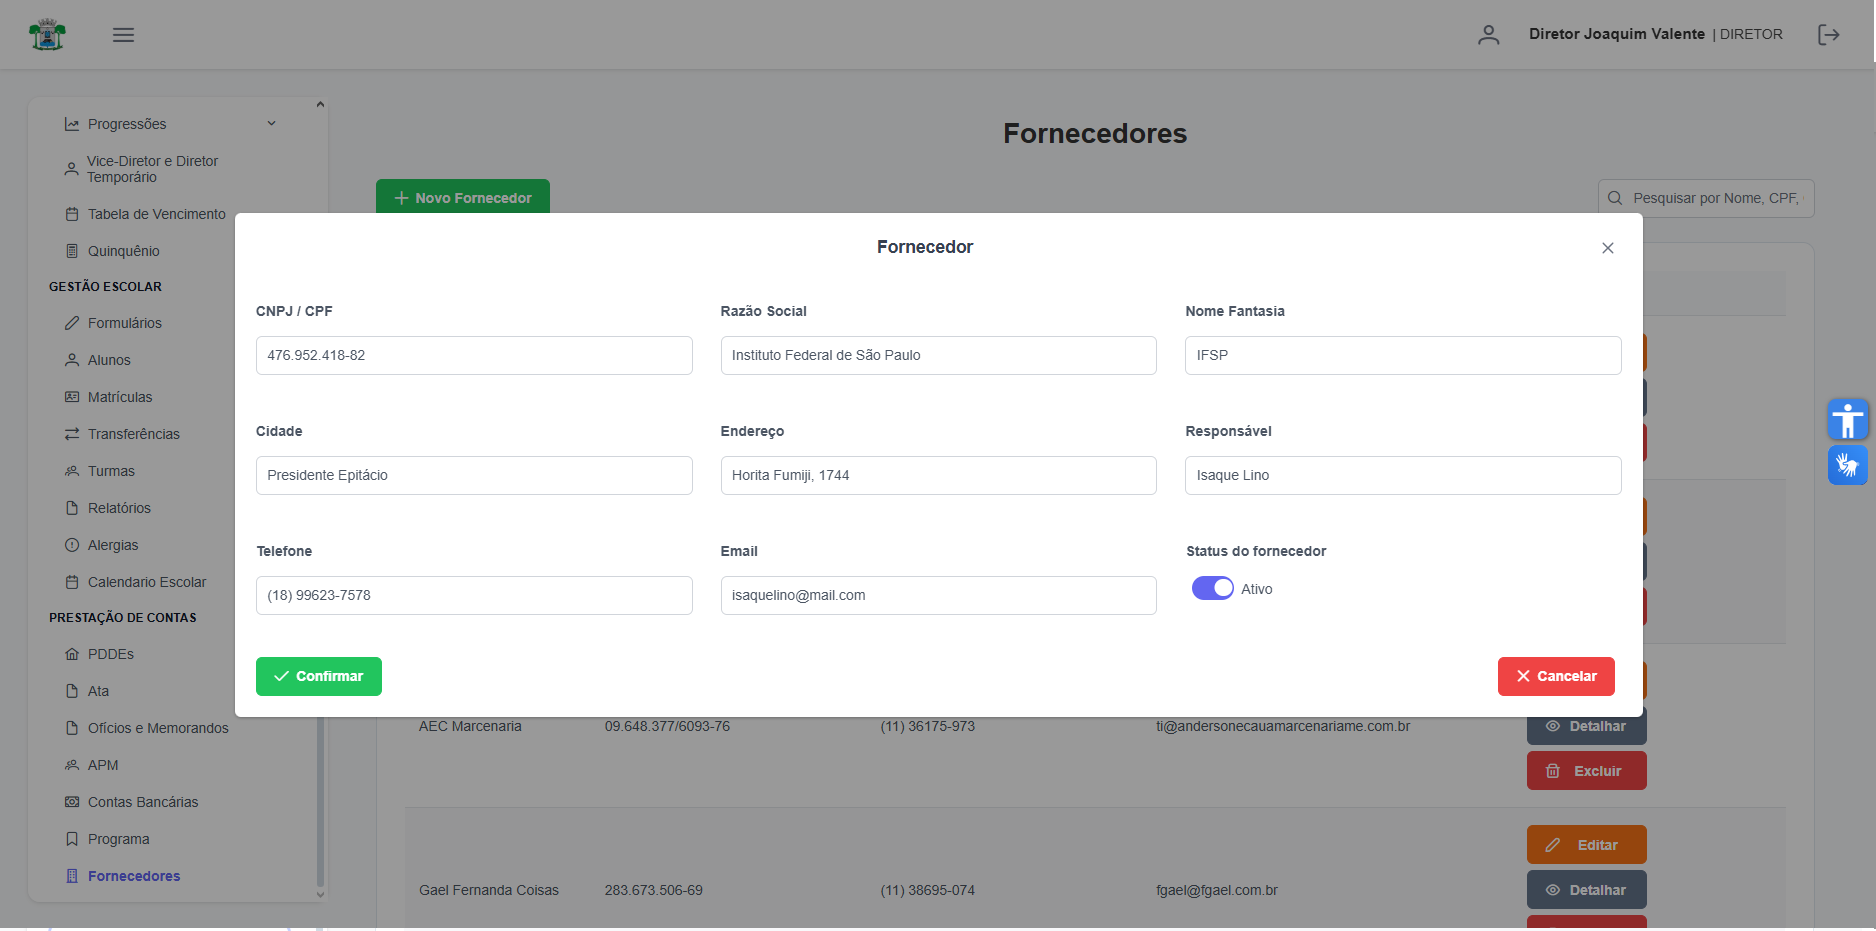 Diretor Joaquim Valente | DIRETOR
Progressões
Vice-Diretor e Diretor
Temporário
Tabela de Vencimento
Quinquênio
GESTÃO ESCOLAR
Formulários
Alunos
Matrículas
Transferências
Turmas
Relatórios
Alergias
Calendario Escolar
PRESTAÇÃO DE CONTAS
PDDEs
Ata
Ofícios e Memorandos
APM
Contas Bancárias
Programa
Fornecedores
Fornecedores
Novo Fornecedor
Pesquisar por Nome, CPF,
Fornecedor
CNPJ / CPF
Razão Social
Nome Fantasia
476.952.418-82
Instituto Federal de São Paulo
IFSP
Cidade
Endereço
Responsável
Presidente Epitácio
Horita Fumiji, 1744
Isaque Lino
Telefone
Email
Status do fornecedor
(18) 99623-7578
isaquelino@mail.com
Ativo
Confirmar
Cancelar
AEC Marcenaria
09.648.377/6093-76
(11) 36175-973
ti@andersonecauamarcenariame.com.br
Detalhar
Excluir
Editar
Gael Fernanda Coisas
283.673.506-69
(11) 38695-074
fgael@fgael.com.br
Detalhar